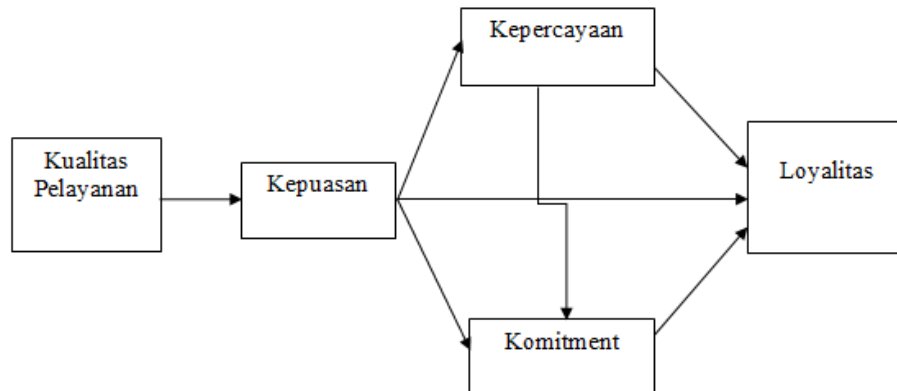 Kepercayaan
Kualitas
Pelayanan
Kepuasan
Loyalitas
Komitment